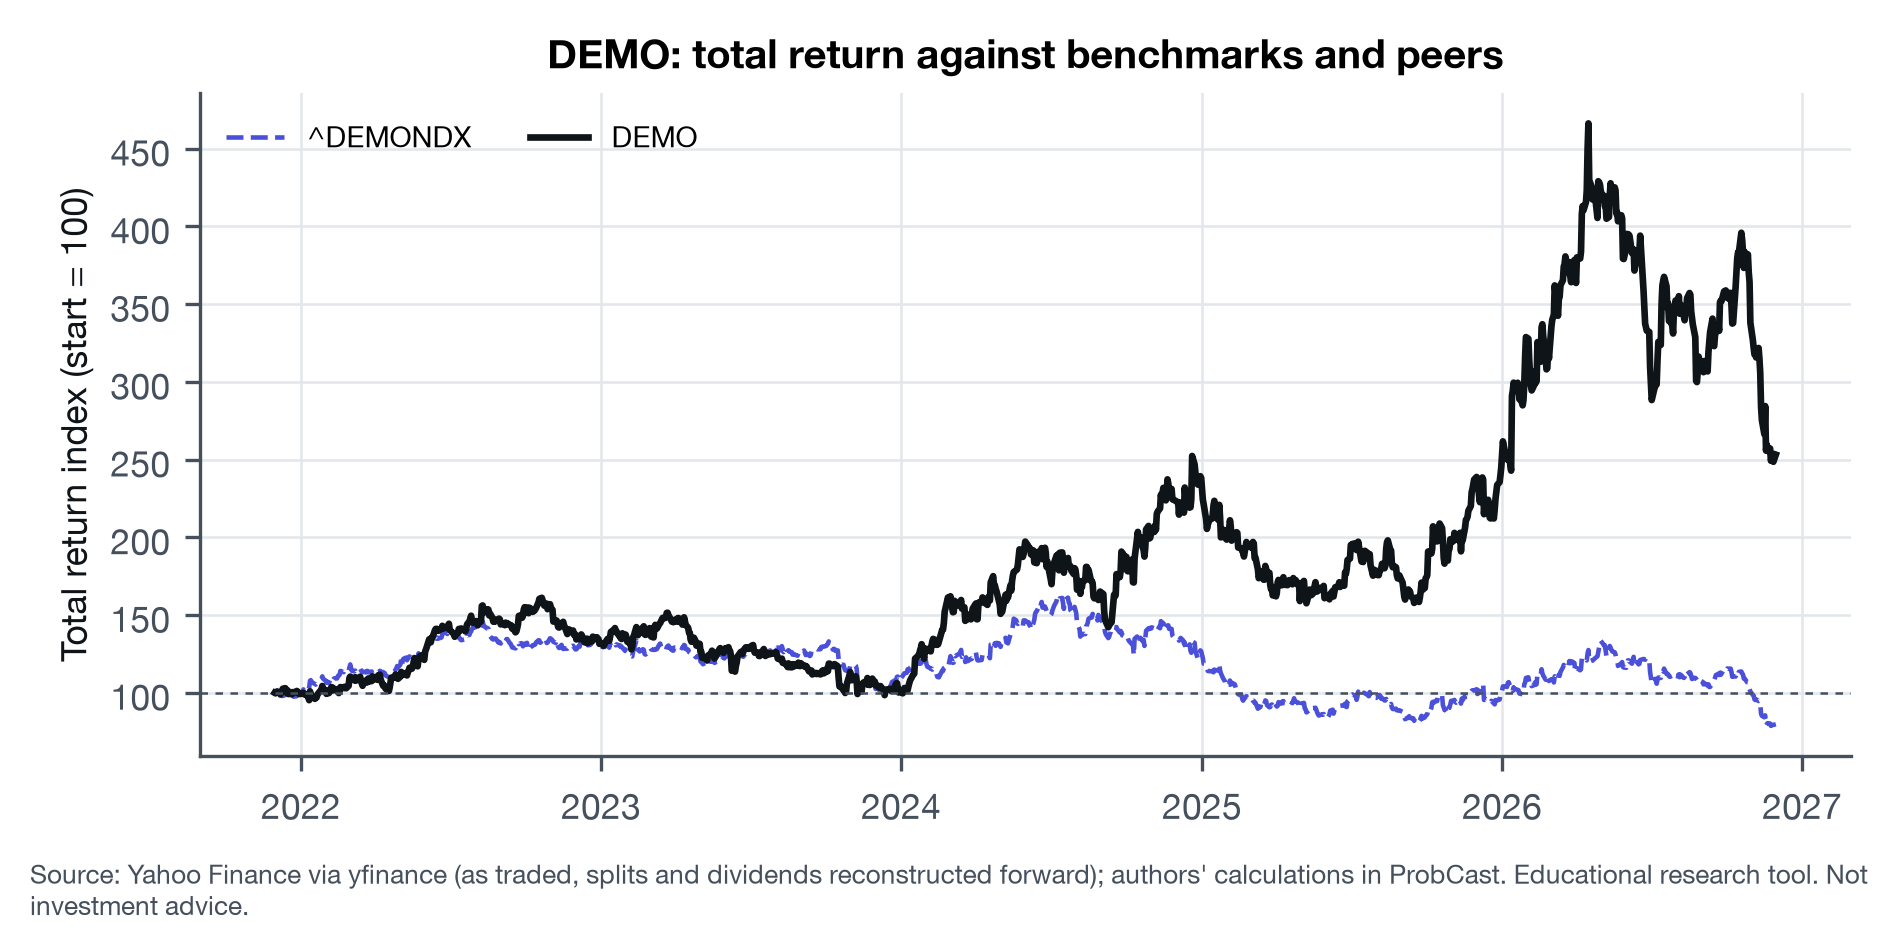 DEMO: total return against benchmarks and peers
^DEMONDX
DEMO
Total return index (start = 100)
450
400
350
300
250
200
150
100
2022
2023
2024
2025
2026
2027
Source: Yahoo Finance via yfinance (as traded, splits and dividends reconstructed forward); authors' calculations in ProbCast. Educational research tool. Not
investment advice.